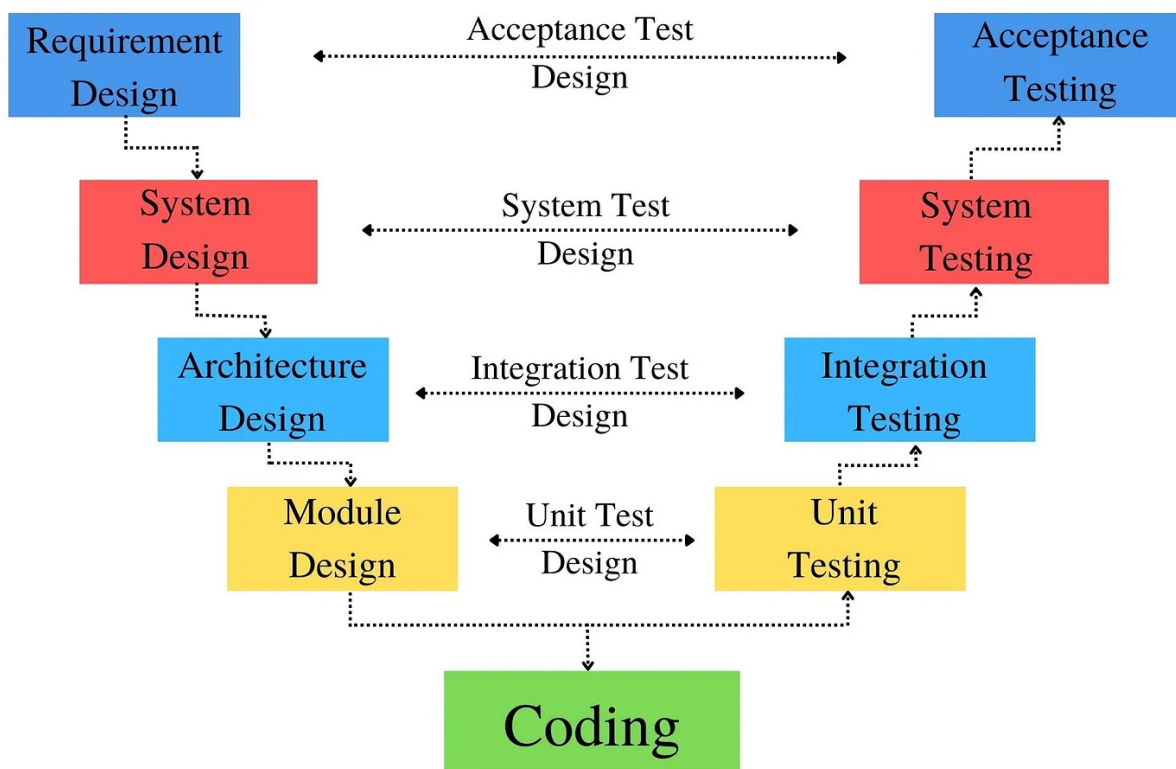 Requirement
Design
Acceptance Test
Design
Acceptance
Testing
System
Design
System Test
Design
System
Testing
Architecture
Design
Integration Test
Design
Integration
Testing
Module
Design
Unit Test
Design
Unit
Testing
Coding